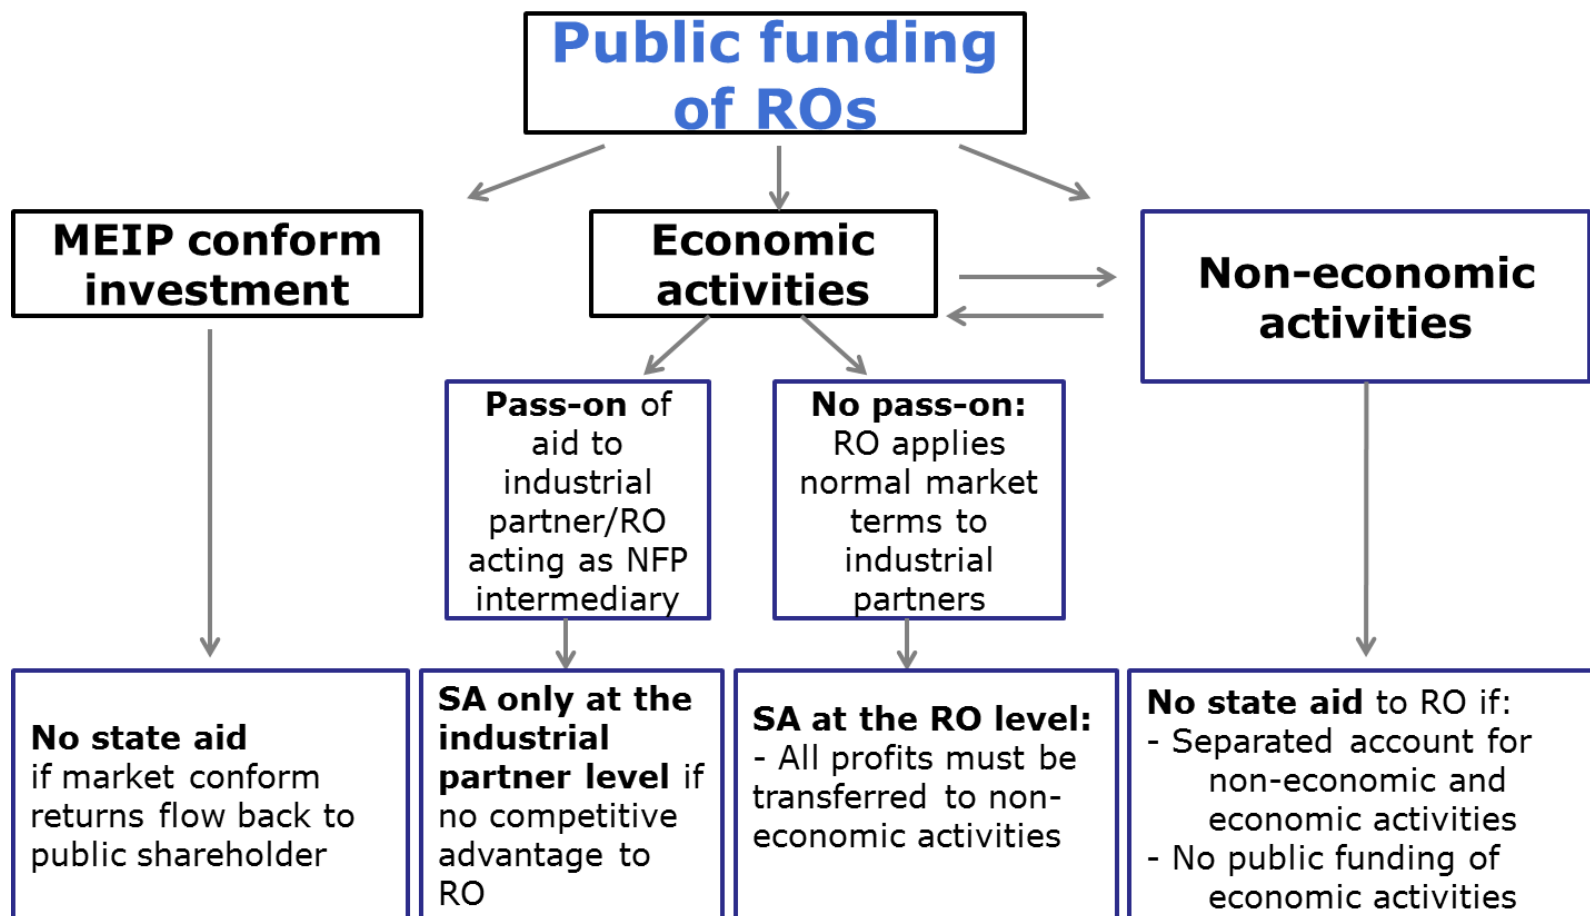 Public funding
of ROs
MEIP conform
investment
Economic
activities
Non-economic
activities
Pass-on of
aid to
industrial
partner/RO
acting as NFP
intermediary
No pass-on:
RO applies
normal market
terms to
industrial
partners
No state aid
if market conform
returns flow back to
public shareholder
SA only at the
industrial
partner level if
no competitive
advantage to
RO
SA at the RO level:
- All profits must be
transferred to non-
economic activities
No state aid to RO if:
- Separated account for
non-economic and
economic activities
- No public funding of
economic activities